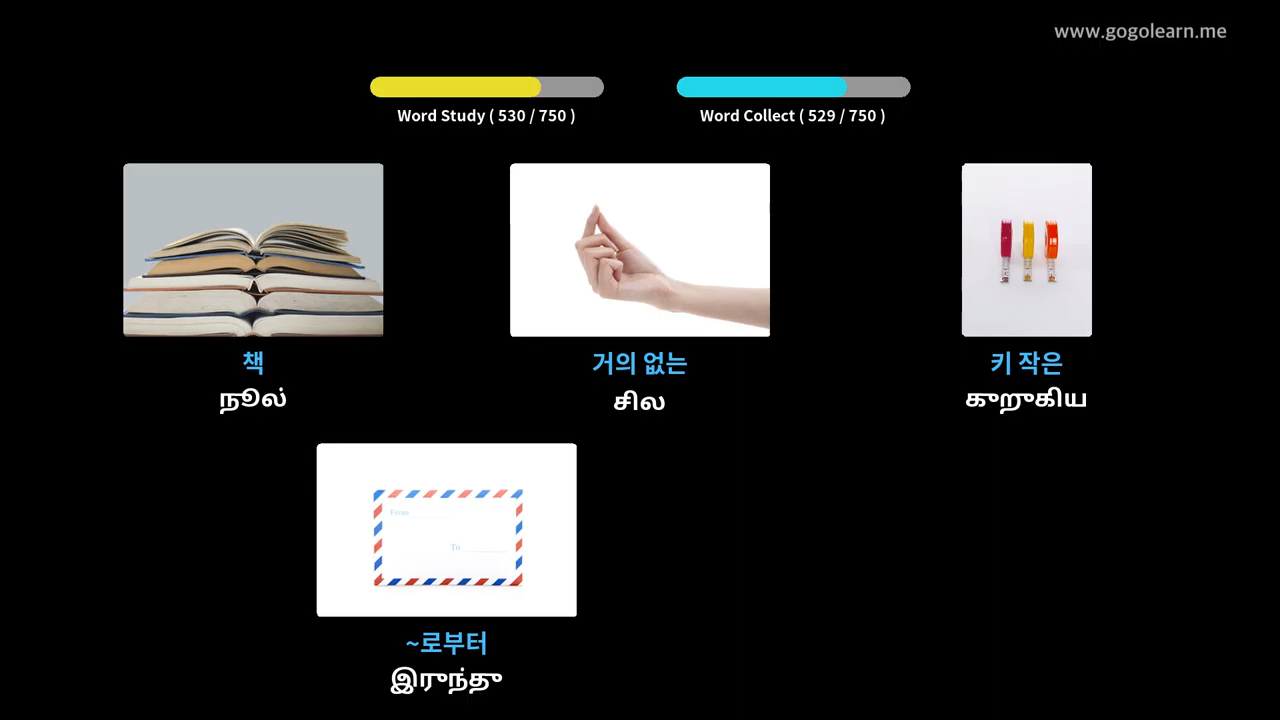 www.gogolearn.me
Word Study ( 530 / 750 )
Word Collect ( 529 / 750 )
책
நூல்
거의 없는
சில
키 작은
குறுகிய
From
To
~로부터
இருந்து